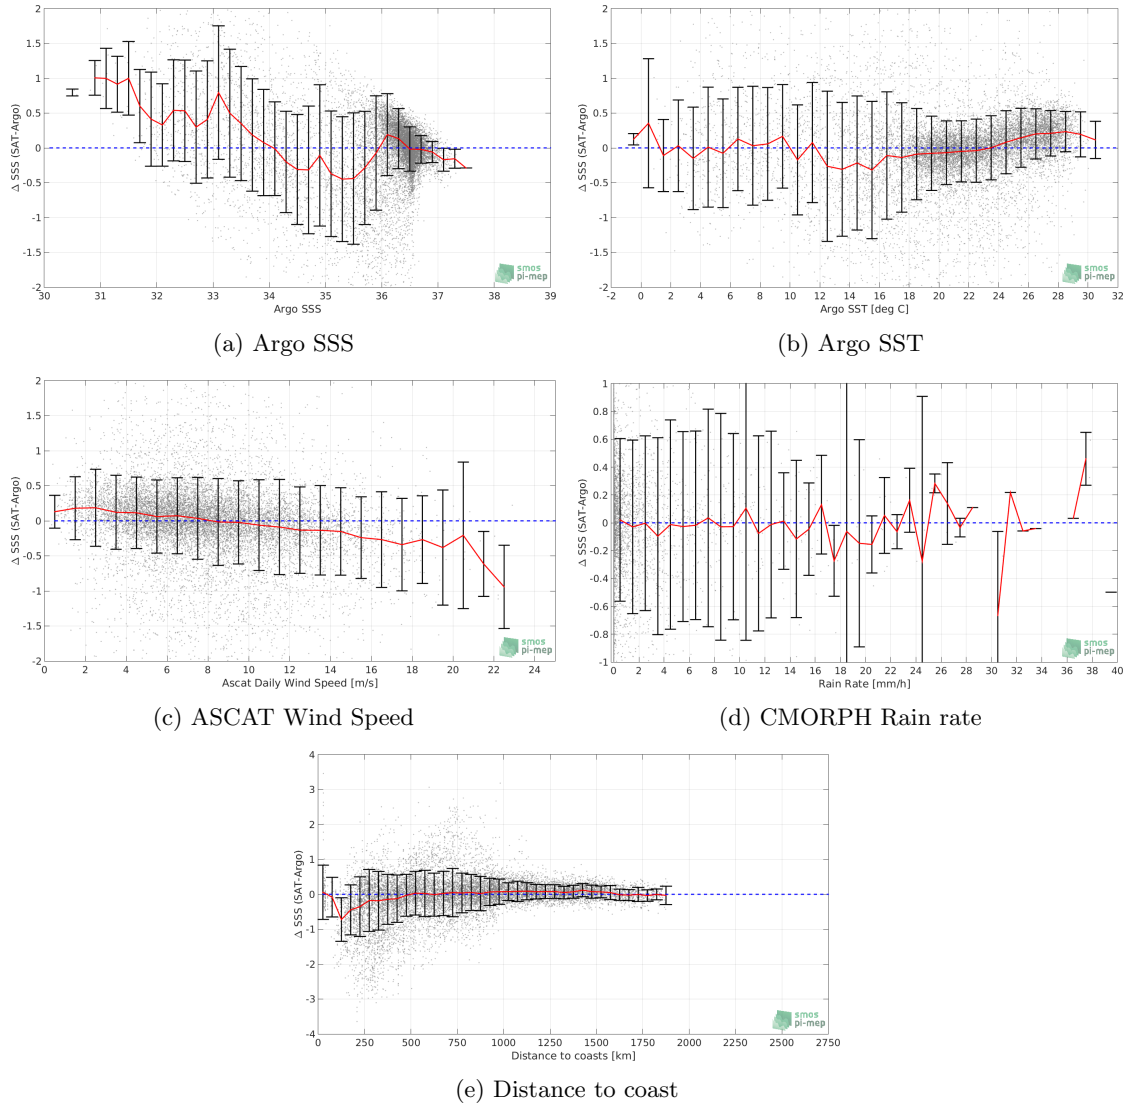 2
1.5
1
0.5
0
-0.5
-1
-1.5
-2
Δ SSS (SAT-Argo)
30 31 32 33 34 35 36 37 38 39
Argo SSS
smos
pi-mep
(a) Argo SSS
2
1.5
1
0.5
0
-0.5
-1
-1.5
-2
Δ SSS (SAT-Argo)
-2 0 2 4 6 8 10 12 14 16 18 20 22 24 26 28 30 32
Argo SST [deg C]
smos
pi-mep
(b) Argo SST
2
1.5
1
0.5
0
-0.5
-1
-1.5
-2
Δ SSS (SAT-Argo)
0 2 4 6 8 10 12 14 16 18 20 22 24
Ascat Daily Wind Speed [m/s]
smos
pi-mep
(c) ASCAT Wind Speed
1
0.8
0.6
0.4
0.2
0
-0.2
-0.4
-0.6
-0.8
-1
Δ SSS (SAT-Argo)
0 2 4 6 8 10 12 14 16 18 20 22 24 26 28 30 32 34 36 38 40
Rain Rate [mm/h]
smos
pi-mep
(d) CMORPH Rain rate
4
3
2
1
0
-1
-2
-3
-4
Δ SSS (SAT-Argo)
0 250 500 750 1000 1250 1500 1750 2000 2250 2500 2750
Distance to coasts [km]
smos
pi-mep
(e) Distance to coast